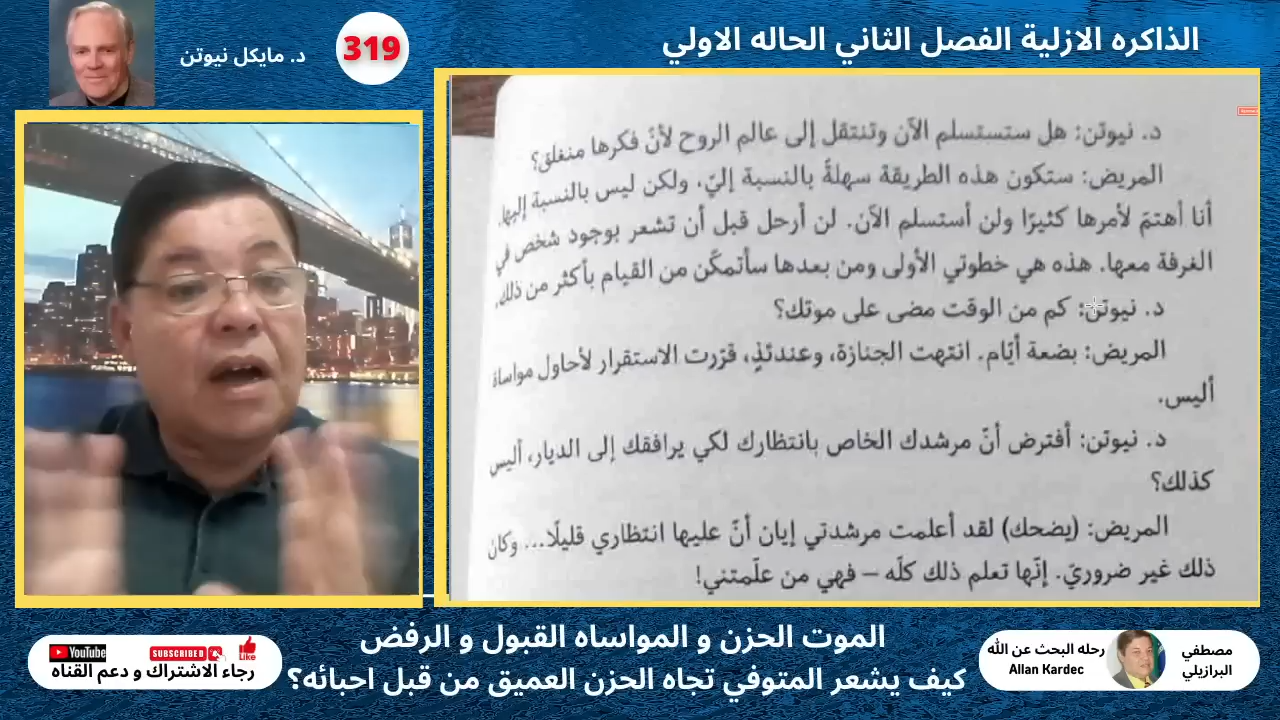 الذاكره الازلية الفصل الثاني الحاله الاولي
319
د. مايكل نيوتن
د. نيوتن: هل ستستسلم الآن وتنتقل إلى عالم الروح لأنّ فكرها منغلق؟
المريض: ستكون هذه الطريقة سهلةً بالنسبة إليّ، ولكن ليس بالنسبة إليها.
أنا أهتمّ لأمرها كثيرًا ولن أستسلم الآن. لن أرحل قبل أن تشعر بوجود شخص في
الغرفة معها. هذه هي خطوتي الأولى ومن بعدها سأتمكّن من القيام بأكثر من ذلك.
د. نيوتن: كم من الوقت مضى على موتك؟
المريض: بضعة أيّام. انتهت الجنازة، وعندئذٍ، قرّرت الاستقرار لأحاول مواساة
أليس.
د. نيوتن: أفترض أنّ مرشدك الخاص بانتظارك لكي يرافقك إلى الديار، أليس
كذلك؟
المريض: (يضحك) لقد أعلمت مرشدتي إيان أنّ عليها انتظاري قليلًا... وكان
ذلك غير ضروريّ. إنّها تعلم ذلك كلّه – فهي من علّمتني!
الموت الحزن و المواساه القبول و الرفض
كيف يشعر المتوفي تجاه الحزن العميق من قبل احبائه؟
YouTube
SUBSCRIBED
Like
رجاء الاشتراك و دعم القناه
رحله البحث عن الله
Allan Kardec
مصطفي
البرازيلي